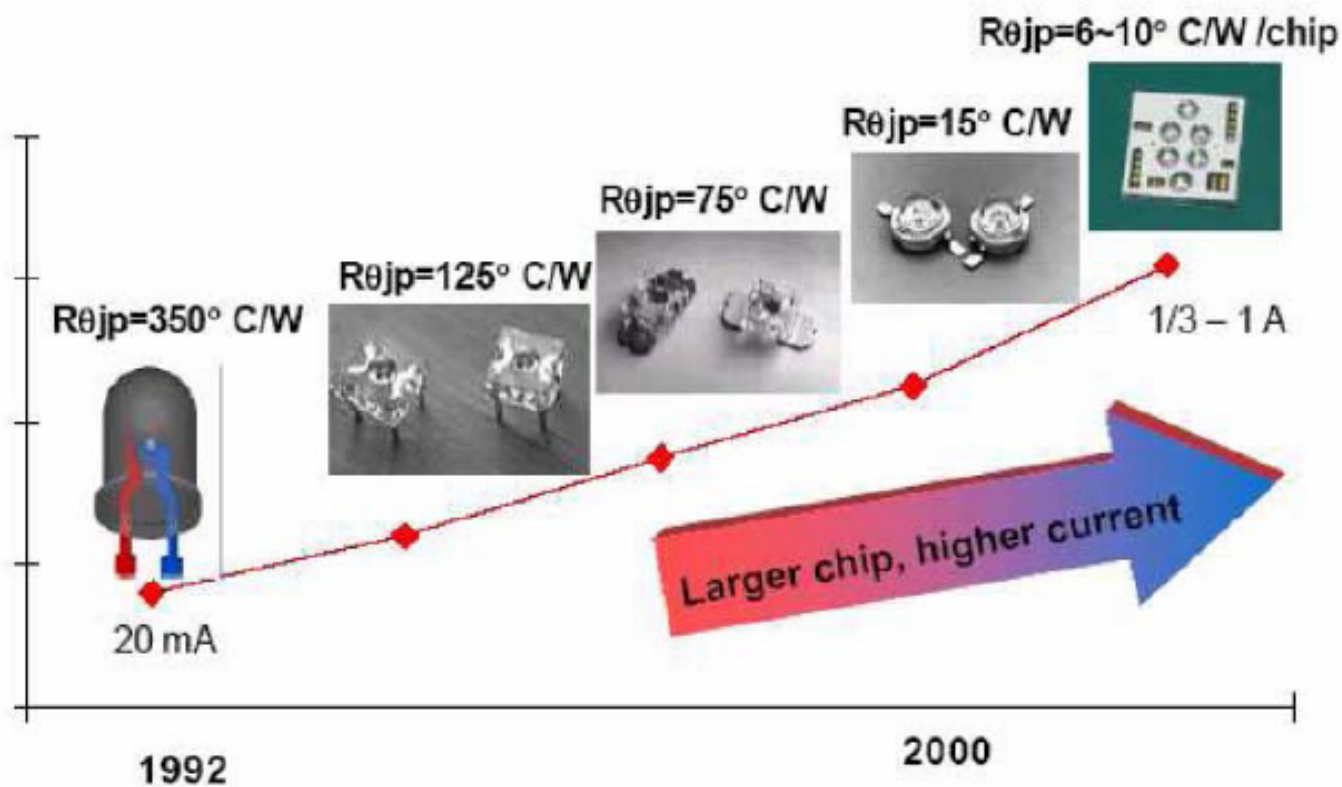 Rθjp=6~10° C/W /chip
Rθjp=15° C/W
Rθjp=75° C/W
Rθjp=125° C/W
Rθjp=350° C/W
1/3 – 1 A
Larger chip, higher current
20 mA
1992
2000